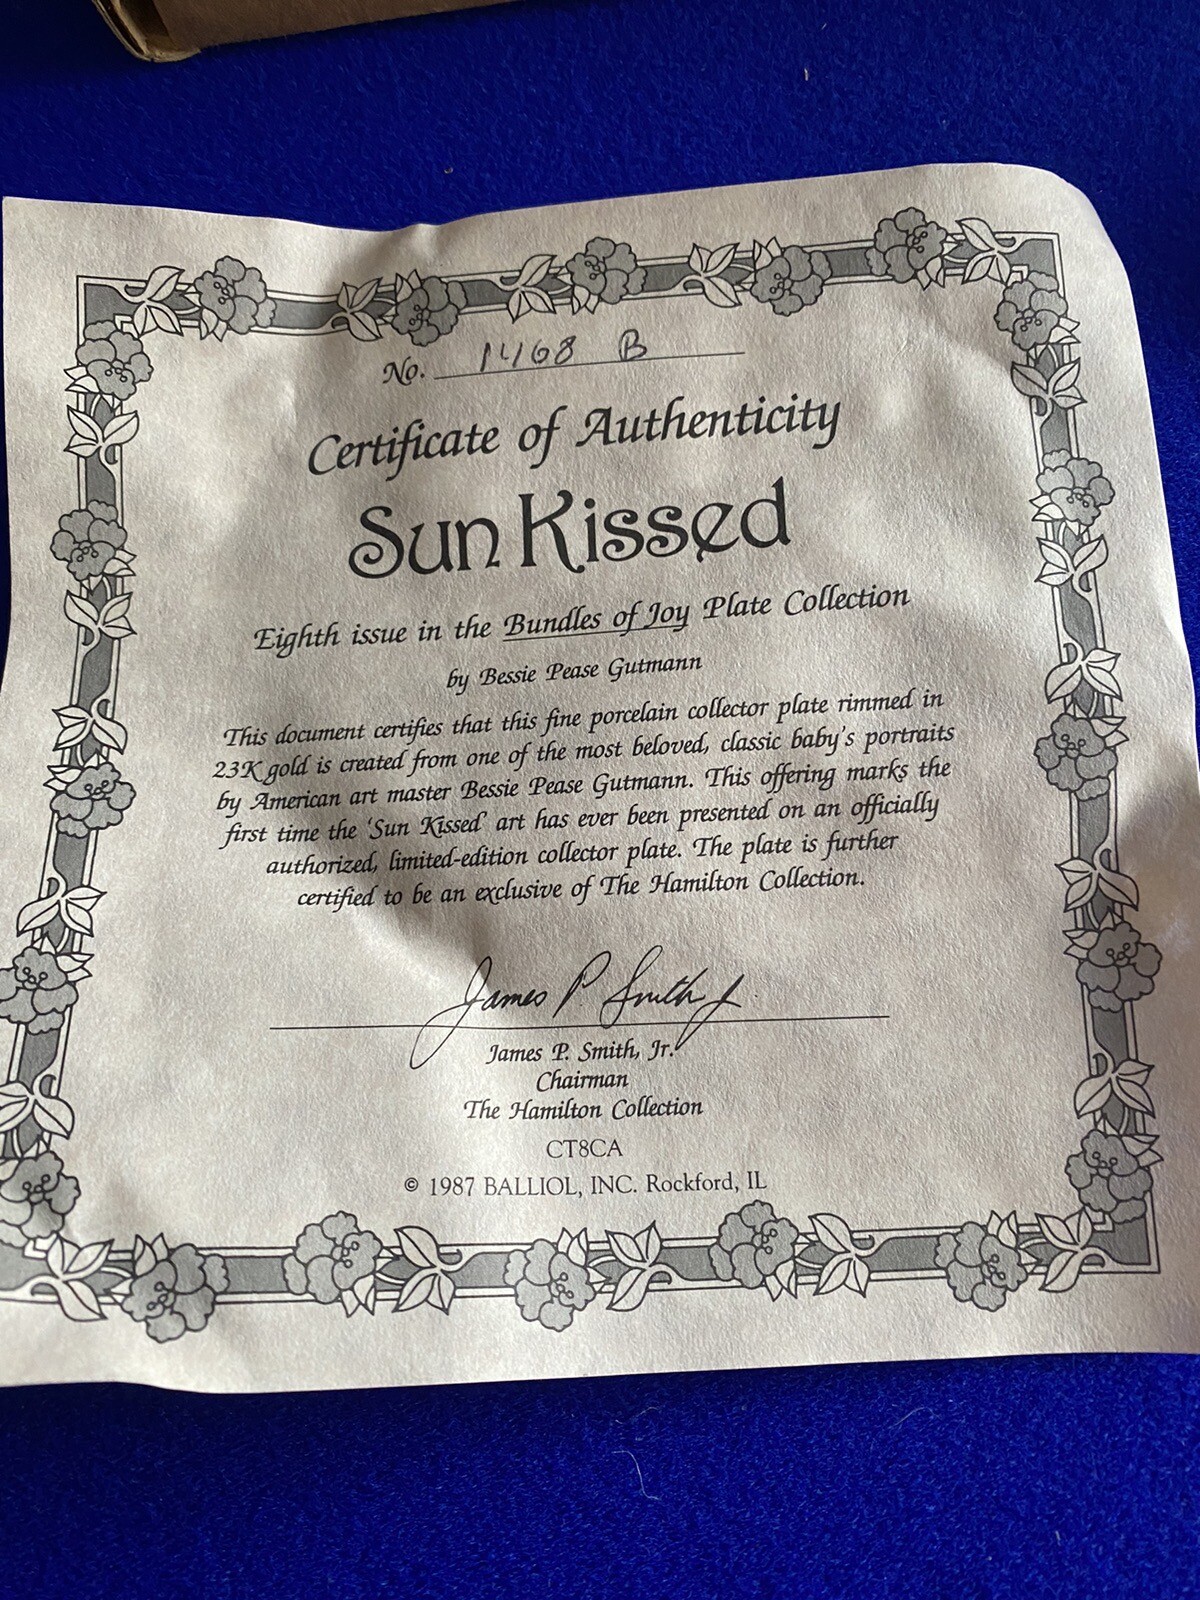 No. 1468 B
Certificate of Authenticity
Sun Kissed
Eighth issue in the Bundles of Joy Plate Collection
by Bessie Pease Gutmann
This document certifies that this fine porcelain collector plate rimmed in
23K gold is created from one of the most beloved, classic baby's portraits
by American art master Bessie Pease Gutmann. This offering marks the
first time the 'Sun Kissed' art has ever been presented on an officially
authorized, limited-edition collector plate. The plate is further
certified to be an exclusive of The Hamilton Collection.
James P. Smith Jr.
James P. Smith, Jr.
Chairman
The Hamilton Collection
CT8CA
© 1987 BALLIOL, INC. Rockford, IL